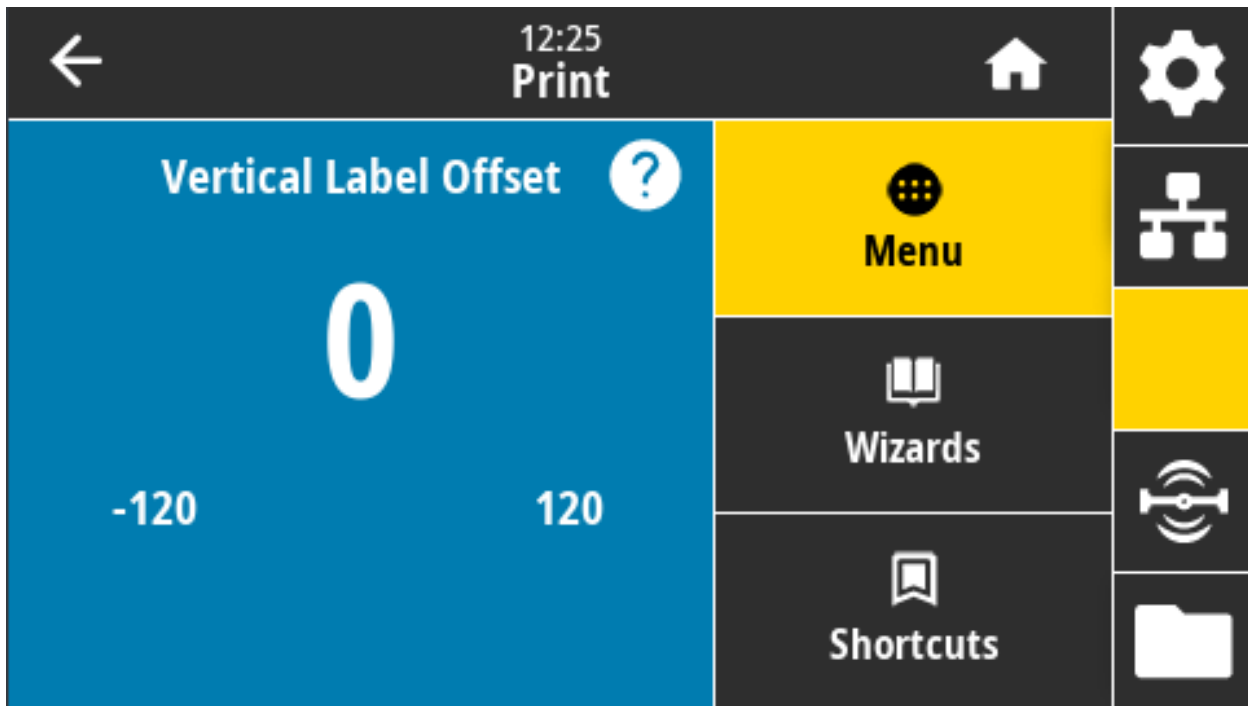 12:25
Print
Vertical Label Offset ?
0
-120 120
Menu
Wizards
Shortcuts